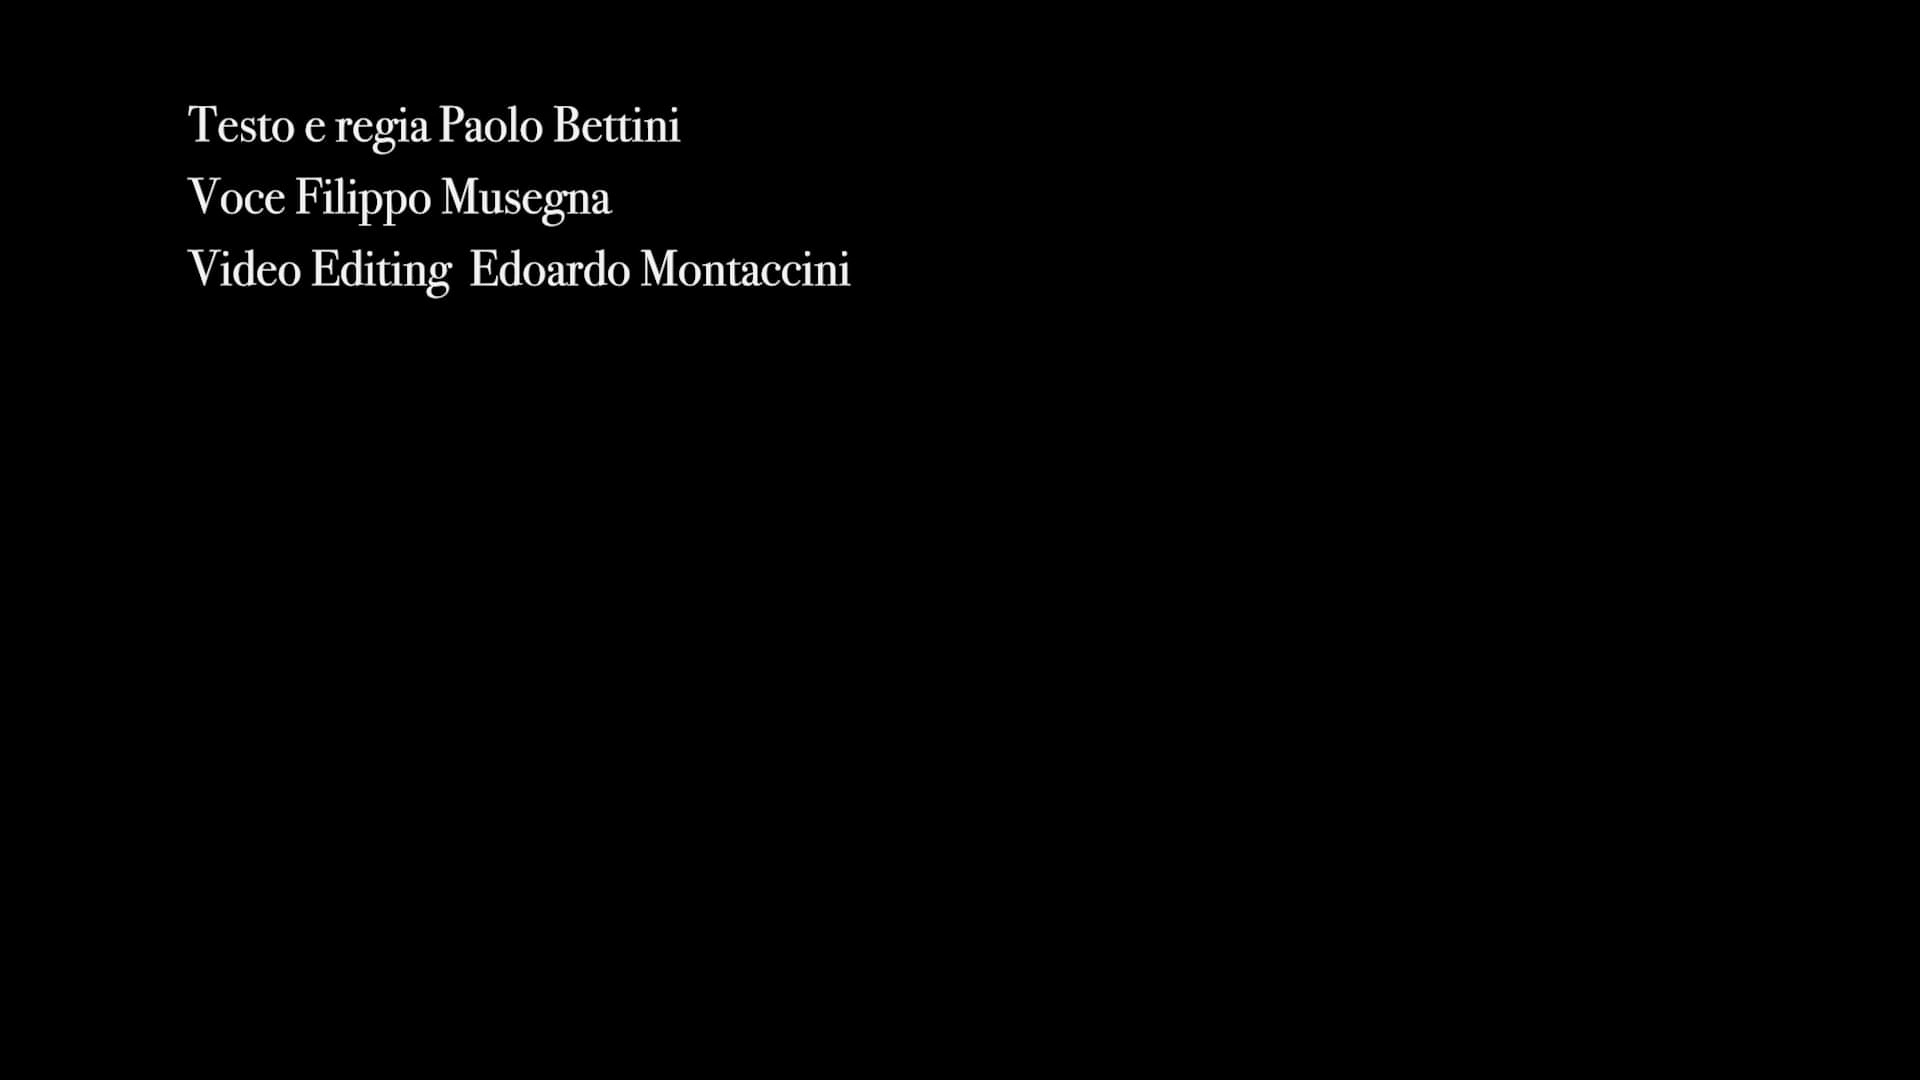 Testo e regia Paolo Bettini
Voce Filippo Musegna
Video Editing  Edoardo Montaccini